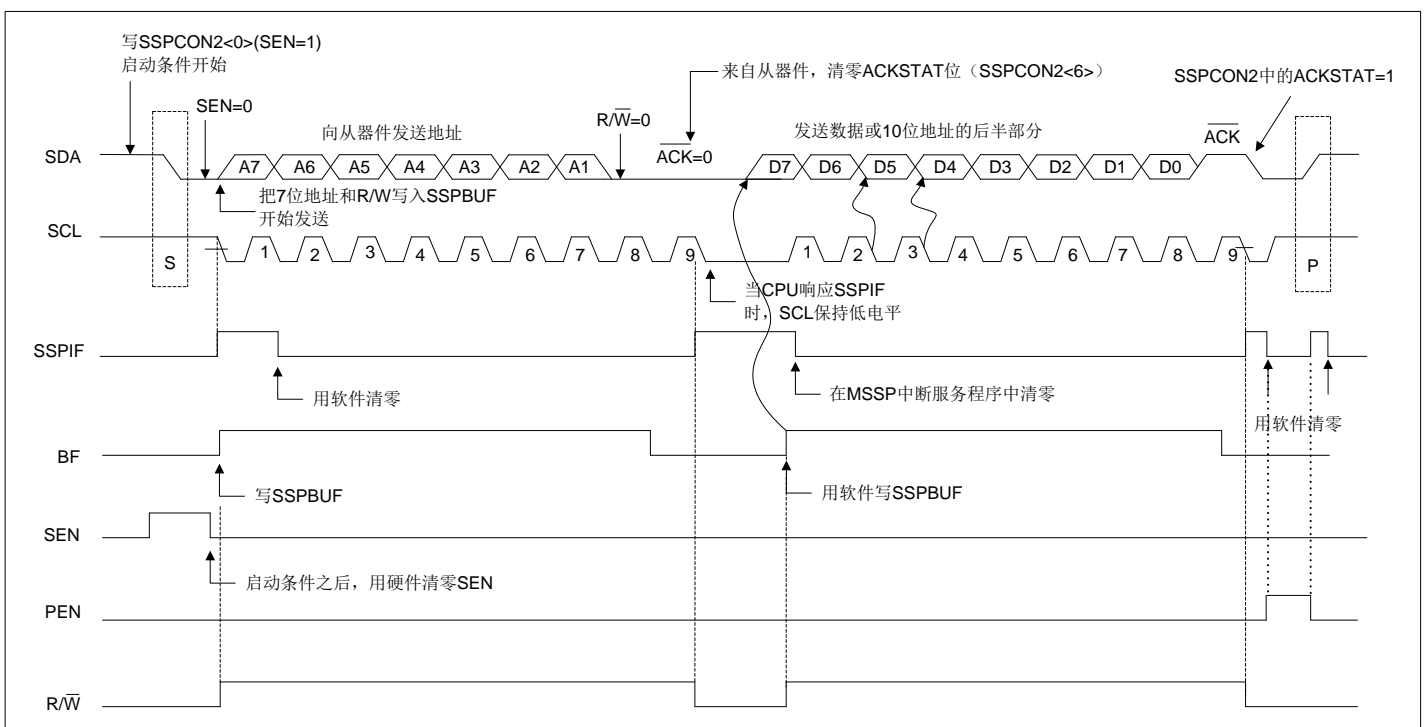 写SSPCON2<0>(SEN=1)
启动条件开始
来自从器件，清零ACKSTAT位（SSPCON2<6>）
SSPCON2中的ACKSTAT=1
SEN=0
R/W̅=0
向从器件发送地址
发送数据或10位地址的后半部分
A̅C̅K̅
SDA
A7 A6 A5 A4 A3 A2 A1
A̅C̅K̅=0
D7 D6 D5 D4 D3 D2 D1 D0
把7位地址和R/W写入SSPBUF
开始发送
SCL
S
1 2 3 4 5 6 7 8 9
1 2 3 4 5 6 7 8 9
P
当CPU响应SSPIF
时，SCL保持低电平
SSPIF
用软件清零
在MSSP中断服务程序中清零
用软件清零
BF
写SSPBUF
用软件写SSPBUF
SEN
启动条件之后，用硬件清零SEN
PEN
R/W̅